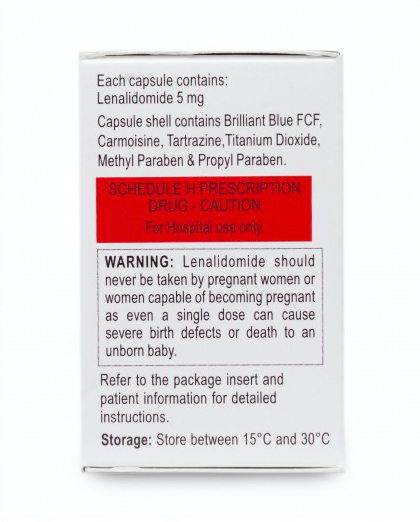 Each capsule contains:
Lenalidomide 5 mg
Capsule shell contains Brilliant Blue FCF,
Carmoisine, Tartrazine,Titanium Dioxide,
Methyl Paraben & Propyl Paraben.
SCHEDULE H PRESCRIPTION
DRUG - CAUTION
For Hospital use only
WARNING: Lenalidomide should
never be taken by pregnant women or
women capable of becoming pregnant
as even a single dose can cause
severe birth defects or death to an
unborn baby.
Refer to the package insert and
patient information for detailed
instructions.
Storage: Store between 15°C and 30°C